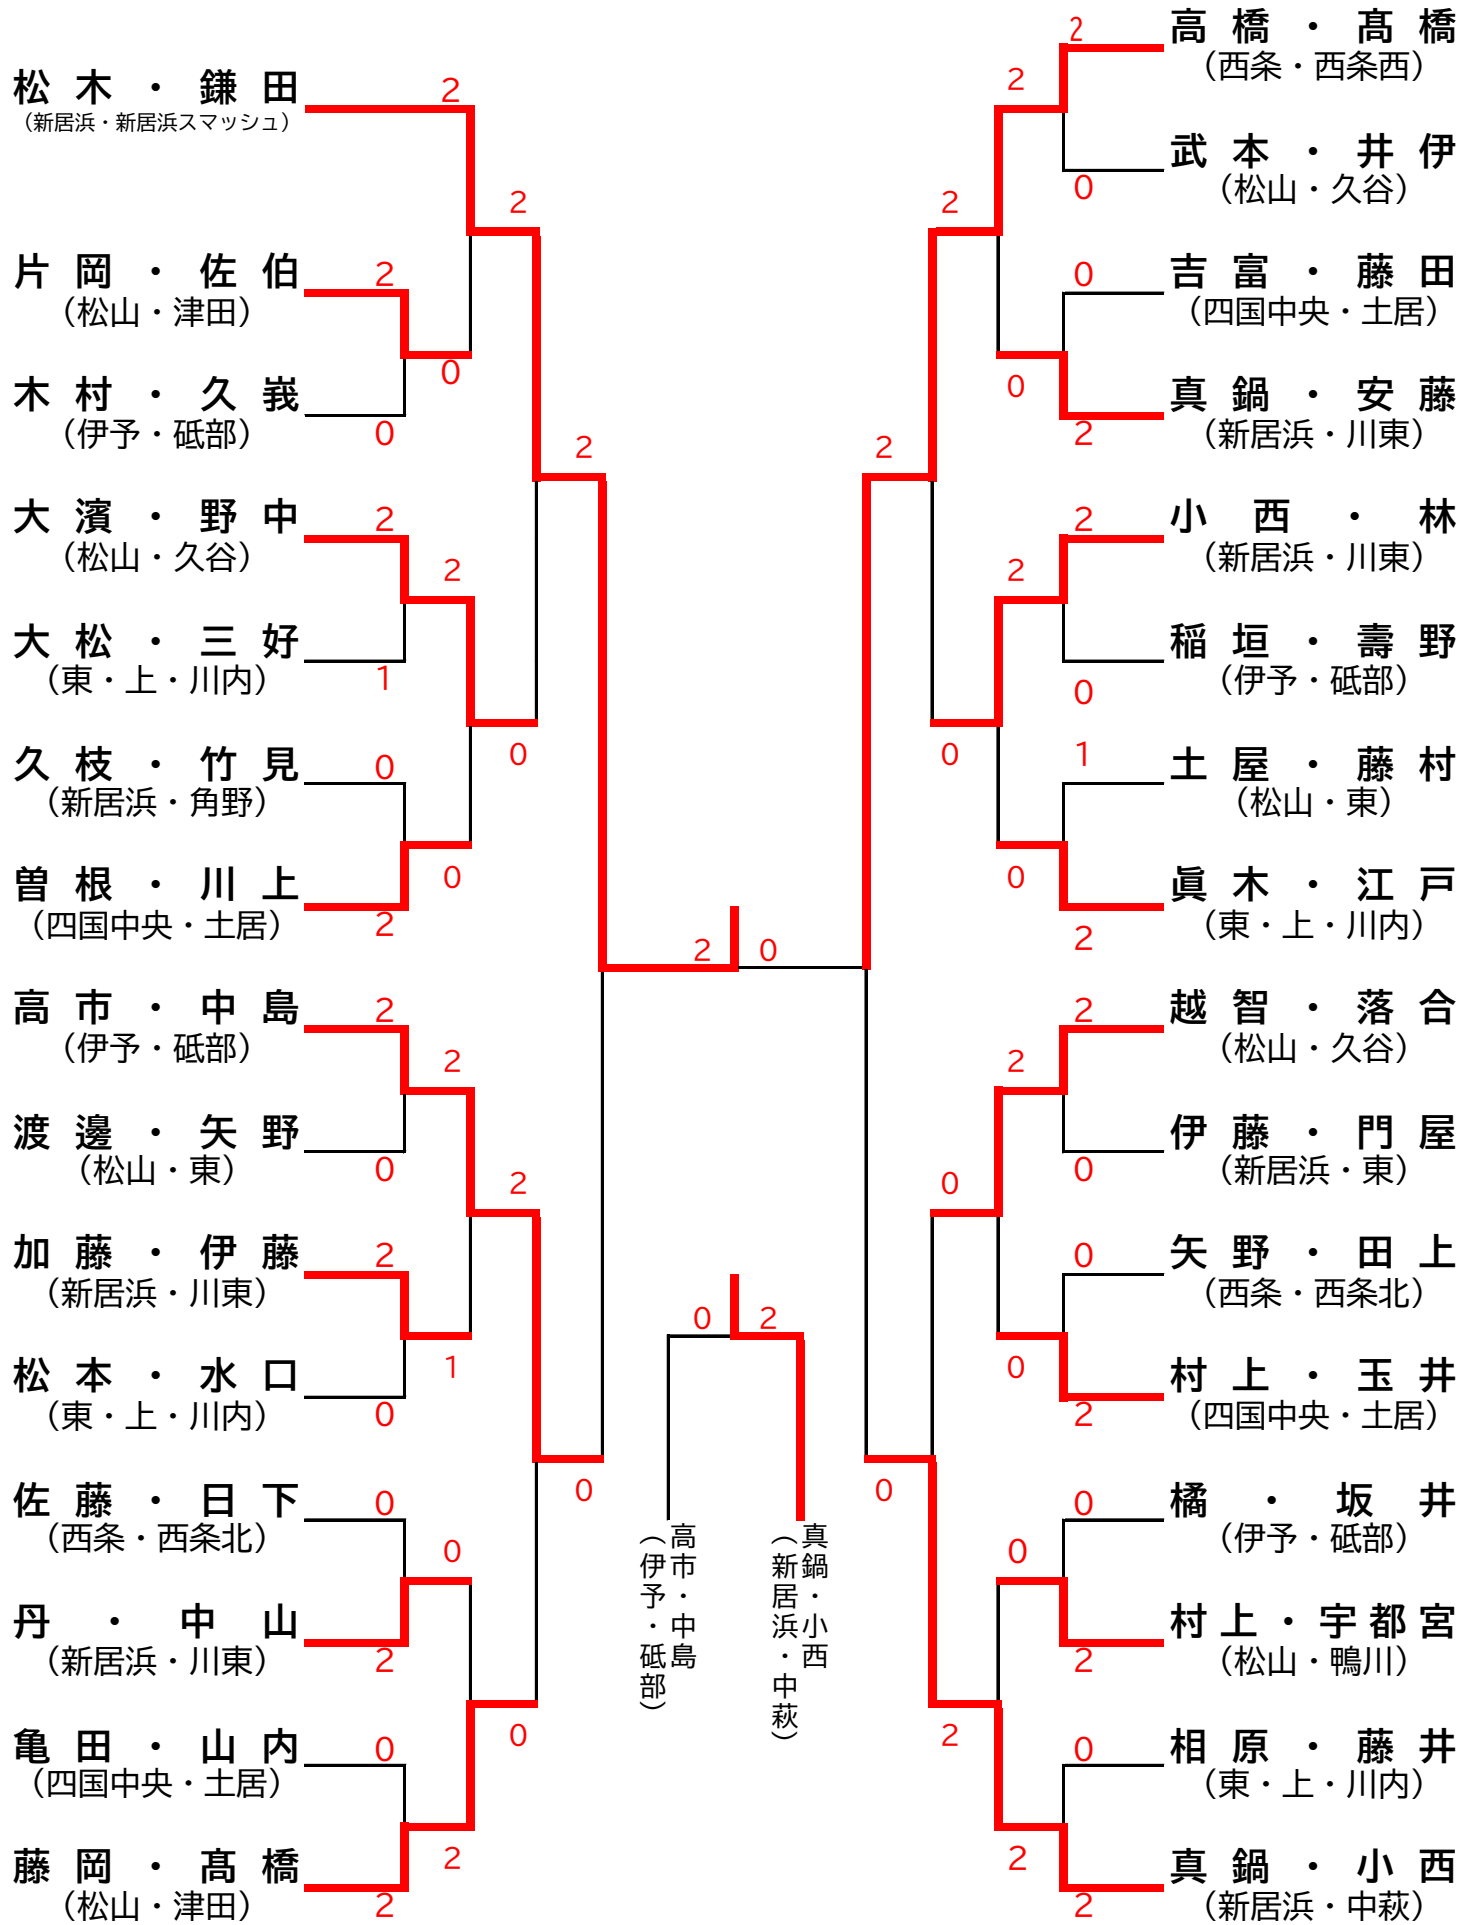 松木・鎌田
（新居浜・新居浜スマッシュ）
2
2
片岡・佐伯
（松山・津田）
2
0
木村・久峩
（伊予・砥部）
0
2
大濱・野中
（松山・久谷）
2
2
大松・三好
（東・上・川内）
1
0
久枝・竹見
（新居浜・角野）
0
0
曽根・川上
（四国中央・土居）
2
2
0
高市・中島
（伊予・砥部）
2
2
渡邊・矢野
（松山・東）
0
2
加藤・伊藤
（新居浜・川東）
2
1
松本・水口
（東・上・川内）
0
0
佐藤・日下
（西条・西条北）
0
0
丹・中山
（新居浜・川東）
2
0
亀田・山内
（四国中央・土居）
0
2
藤岡・髙橋
（松山・津田）
2
0
2
高市・中島
（伊予・砥部）
真鍋・小西
（新居浜・中萩）
高橋・髙橋
（西条・西条西）
2
2
武本・井伊
（松山・久谷）
0
2
吉富・藤田
（四国中央・土居）
0
0
真鍋・安藤
（新居浜・川東）
2
2
小西・林
（新居浜・川東）
2
2
稲垣・壽野
（伊予・砥部）
0
0
土屋・藤村
（松山・東）
1
0
眞木・江戸
（東・上・川内）
2
越智・落合
（松山・久谷）
2
2
伊藤・門屋
（新居浜・東）
0
0
矢野・田上
（西条・西条北）
0
0
村上・玉井
（四国中央・土居）
2
0
橘・坂井
（伊予・砥部）
0
0
村上・宇都宮
（松山・鴨川）
2
2
相原・藤井
（東・上・川内）
0
2
真鍋・小西
（新居浜・中萩）
2